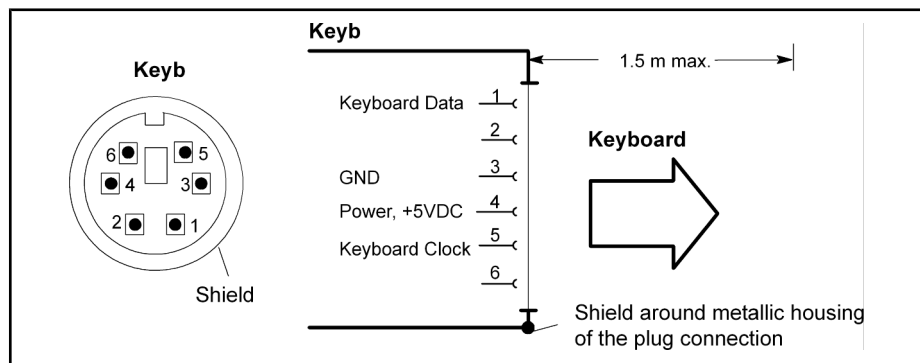 Keyb
6
5
4
3
2
1
Shield
Keyb
1.5 m max.
Keyboard Data 1
2
GND 3
Power, +5VDC 4
Keyboard Clock 5
6
Keyboard
Shield around metallic housing
of the plug connection